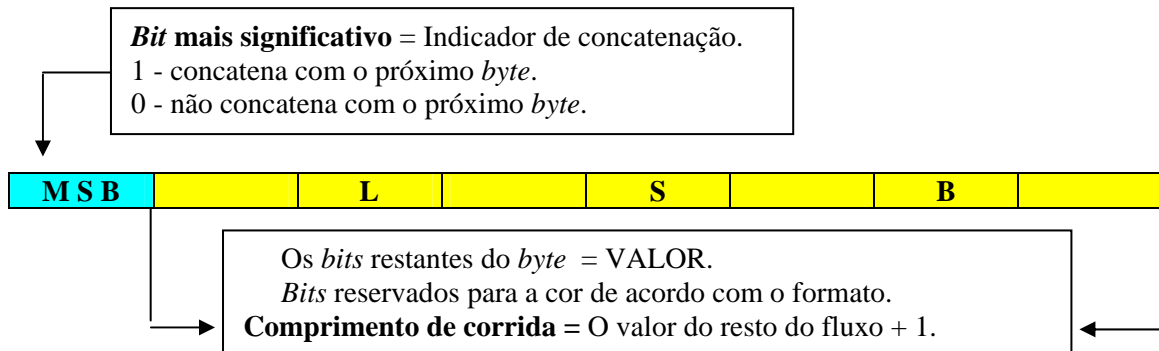 Bit mais significativo = Indicador de concatenação.
1 - concatena com o próximo byte.
0 - não concatena com o próximo byte.
M S B L S B
Os bits restantes do byte = VALOR.
Bits reservados para a cor de acordo com o formato.
Comprimento de corrida = O valor do resto do fluxo + 1.